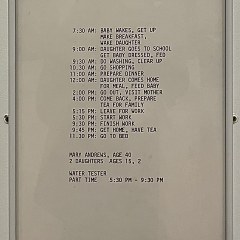 7:30 AM: BABY WAKES, GET UP
MAKE BREAKFAST,
WAKE DAUGHTER
9:00 AM: DAUGHTER GOES TO SCHOOL
GET BABY DRESSED, FED
9:30 AM: DO WASHING, CLEAR UP
10:30 AM: GO SHOPPING
11:00 AM: PREPARE DINNER
12:00 AM: DAUGHTER COMES HOME
FOR MEAL, FEED BABY
2:00 PM: GO OUT, VISIT MOTHER
4:00 PM: COME BACK, PREPARE
TEA FOR FAMILY
5:15 PM: LEAVE FOR WORK
5:30 PM: START WORK
9:30 PM: FINISH WORK
9:45 PM: GET HOME, HAVE TEA
11:30 PM: GO TO BED
MARY ANDREWS, AGE 40
2 DAUGHTERS AGES 15, 2
WATER TESTER
PART TIME 5:30 PM - 9:30 PM